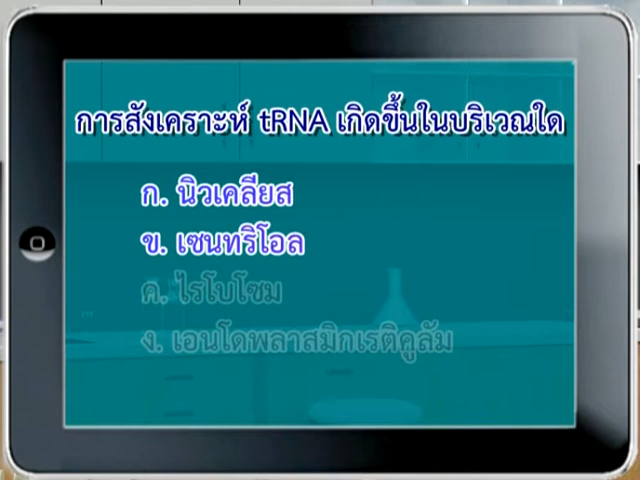 การสังเคราะห์ tRNA เกิดขึ้นในบริเวณใด
ก. นิวเคลียส
ข. เซนทริโอล
ค. ไรโบโซม
ง. เอนโดพลาสมิกเรติคูลัม